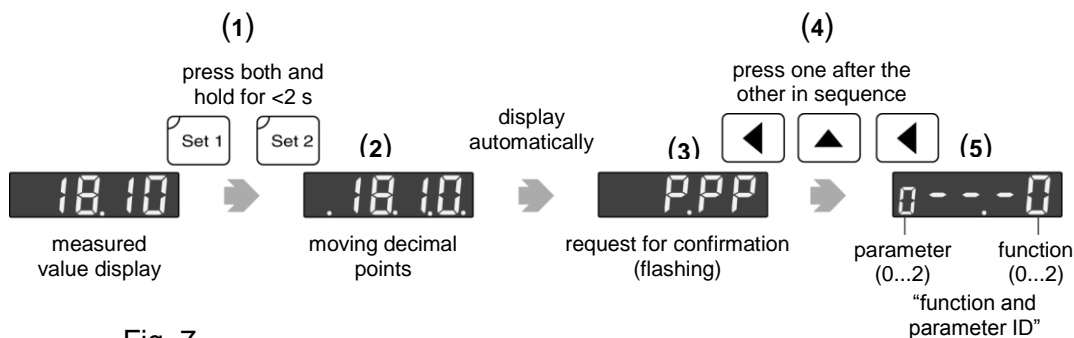 (1)
press both and
hold for <2 s
Set 1
Set 2
18.10
measured
value display
(2)
.18.1.0.
moving decimal
points
display
automatically
(3)
P.PP
request for confirmation
(flashing)
(4)
press one after the
other in sequence
(5)
0 - - . - 0
parameter
(0...2)
function
(0...2)
“function and
parameter ID”